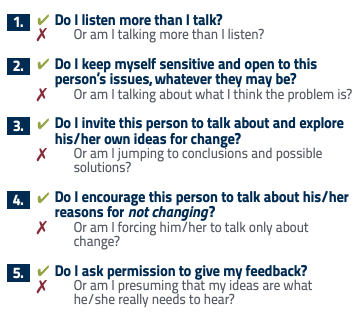 1. ✔ Do I listen more than I talk?
✗ Or am I talking more than I listen?
2. ✔ Do I keep myself sensitive and open to this
person's issues, whatever they may be?
✗ Or am I talking about what I think the problem is?
3. ✔ Do I invite this person to talk about and explore
his/her own ideas for change?
✗ Or am I jumping to conclusions and possible
solutions?
4. ✔ Do I encourage this person to talk about his/her
reasons for not changing?
✗ Or am I forcing him/her to talk only about
change?
5. ✔ Do I ask permission to give my feedback?
✗ Or am I presuming that my ideas are what
he/she really needs to hear?